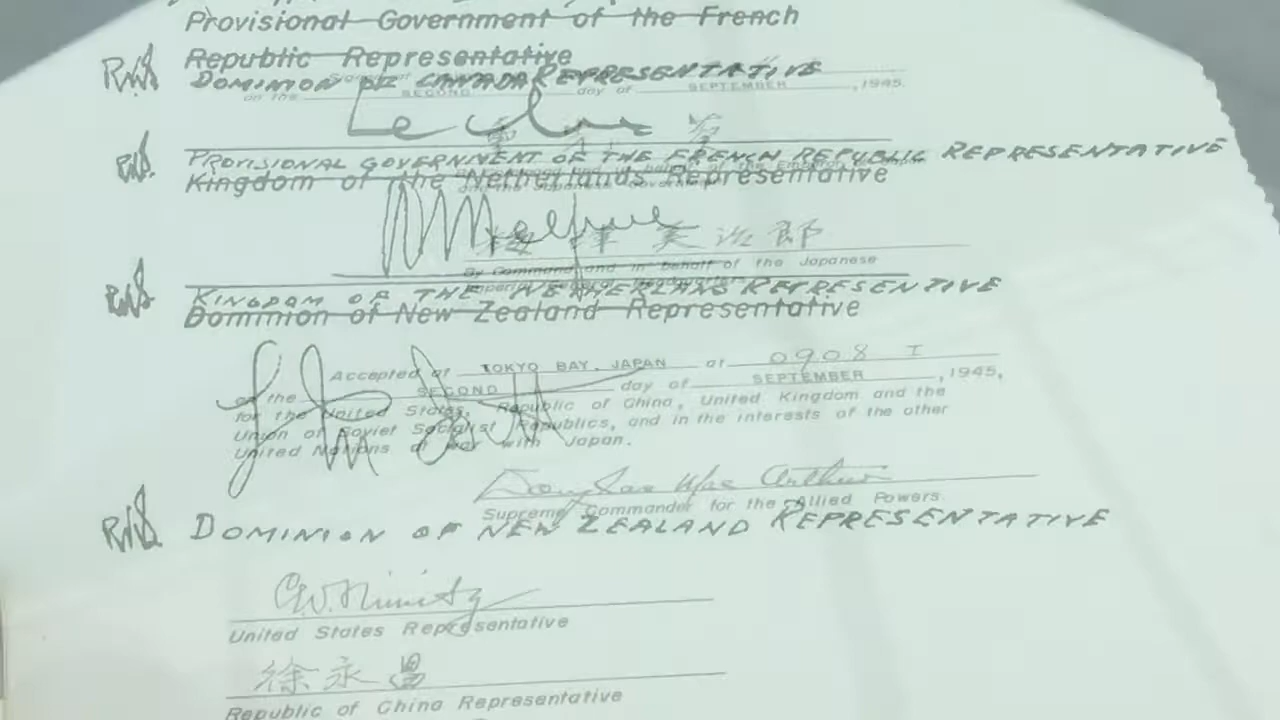 Provisional Government of the French
RKS Republic Representative
DOMINION OF CANADA REPRESENTATIVE
on the SECOND day of SEPTEMBER, 1945.
Le
PROVISIONAL GOVERNMENT OF THE FRENCH REPUBLIC REPRESENTATIVE
Kingdom of the Netherlands Representative
梅津美治郎
By Command and in behalf of the Japanese
KINGDOM OF THE NETHERLANDS REPRESENTIVE
Dominion of New Zealand Representative
Accepted at TOKYO BAY, JAPAN at 0908 I
on the SECOND day of SEPTEMBER, 1945,
for the United States, Republic of China, United Kingdom and the
Union of Soviet Socialist Republics, and in the interests of the other
United Nations at war with Japan.
Douglas MacArthur
Supreme Commander for the Allied Powers
DOMINION OF NEW ZEALAND REPRESENTATIVE
C.W. Nimitz
United States Representative
徐永昌
Republic of China Representative